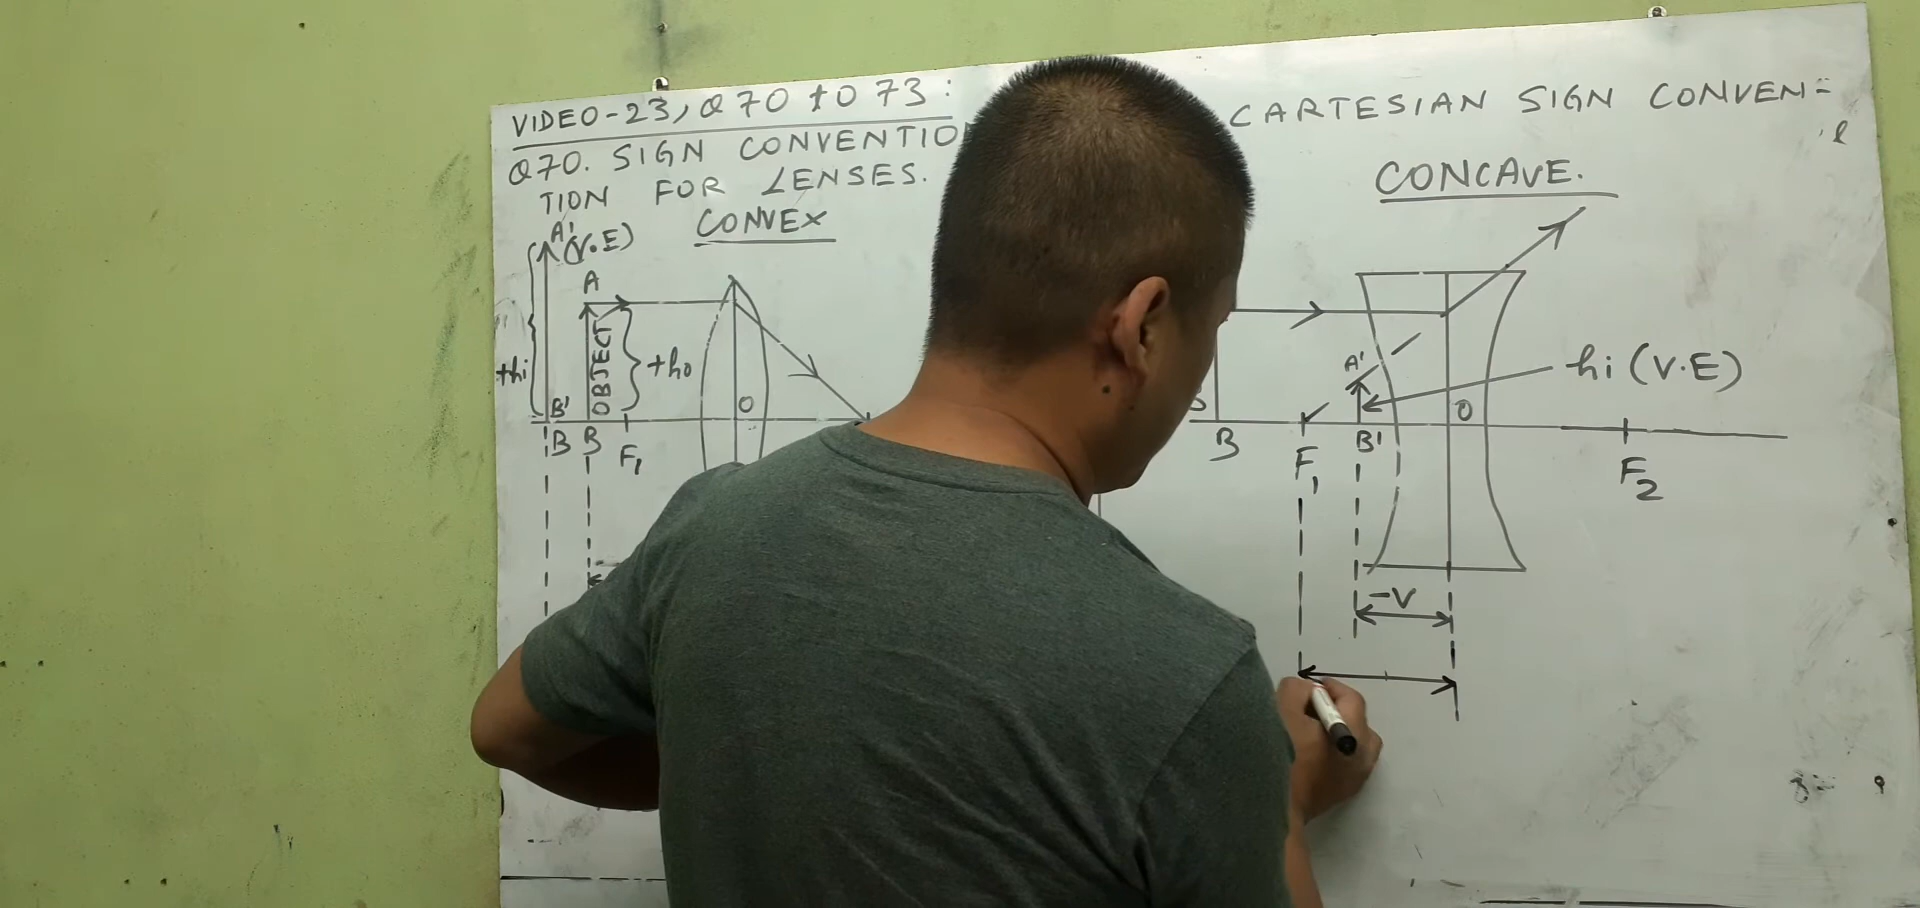 VIDEO-23, Q70 to 73:
Q70. SIGN CONVENTIO CARTESIAN SIGN CONVEN=
TION FOR LENSES.
CONVEX
CONCAVE.
A' (V.E)
A
OBJECT
+hi
+ho
B'
O
B B F1
A'
hi (V.E)
O
B F1 B' F2
-V